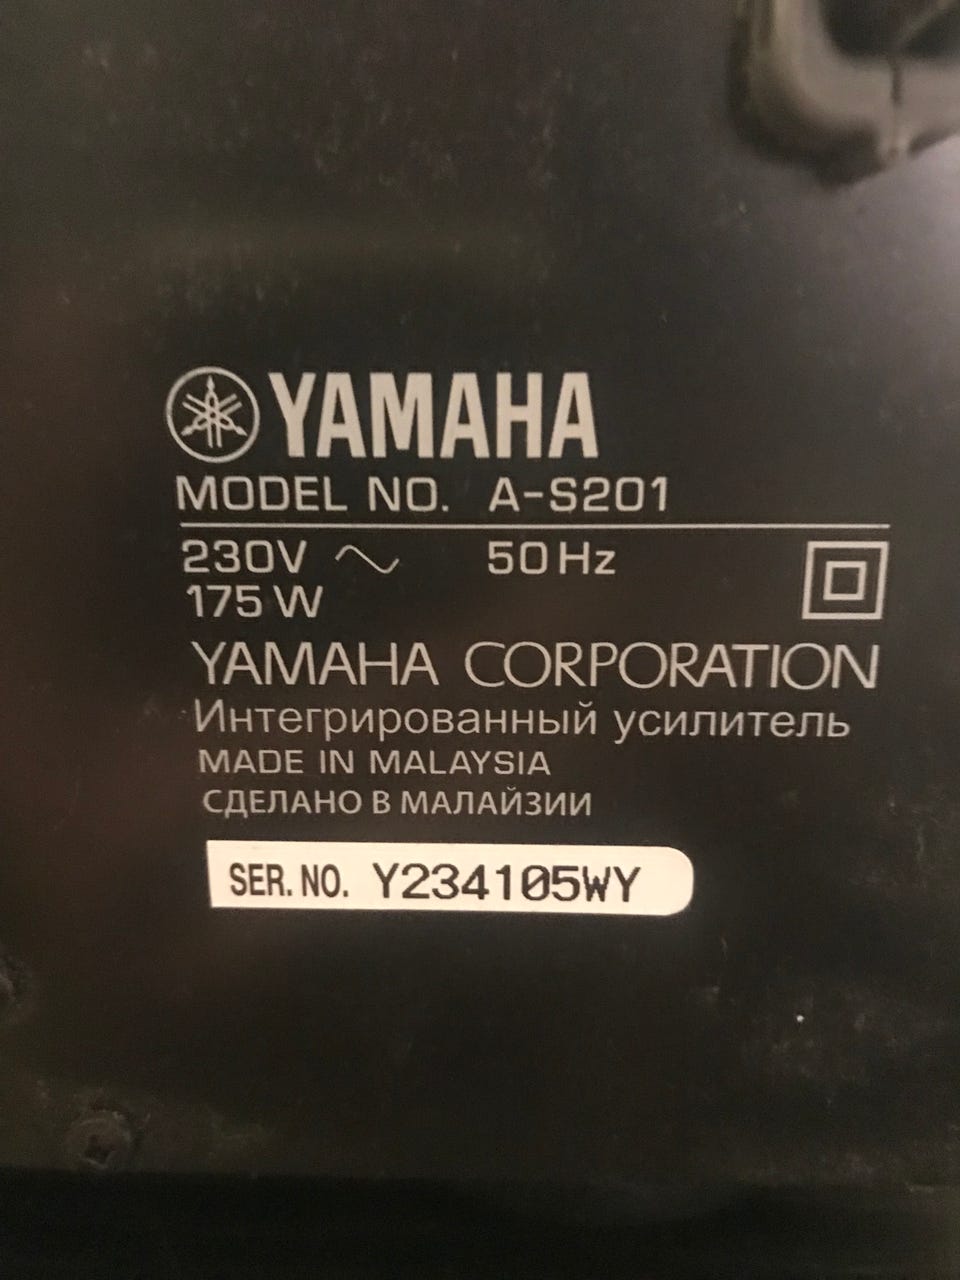 YAMAHA
MODEL NO. A-S201
230V ~ 50Hz
175 W
YAMAHA CORPORATION
Интегрированный усилитель
MADE IN MALAYSIA
СДЕЛАНО В МАЛАЙЗИИ
SER. NO. Y234105WY